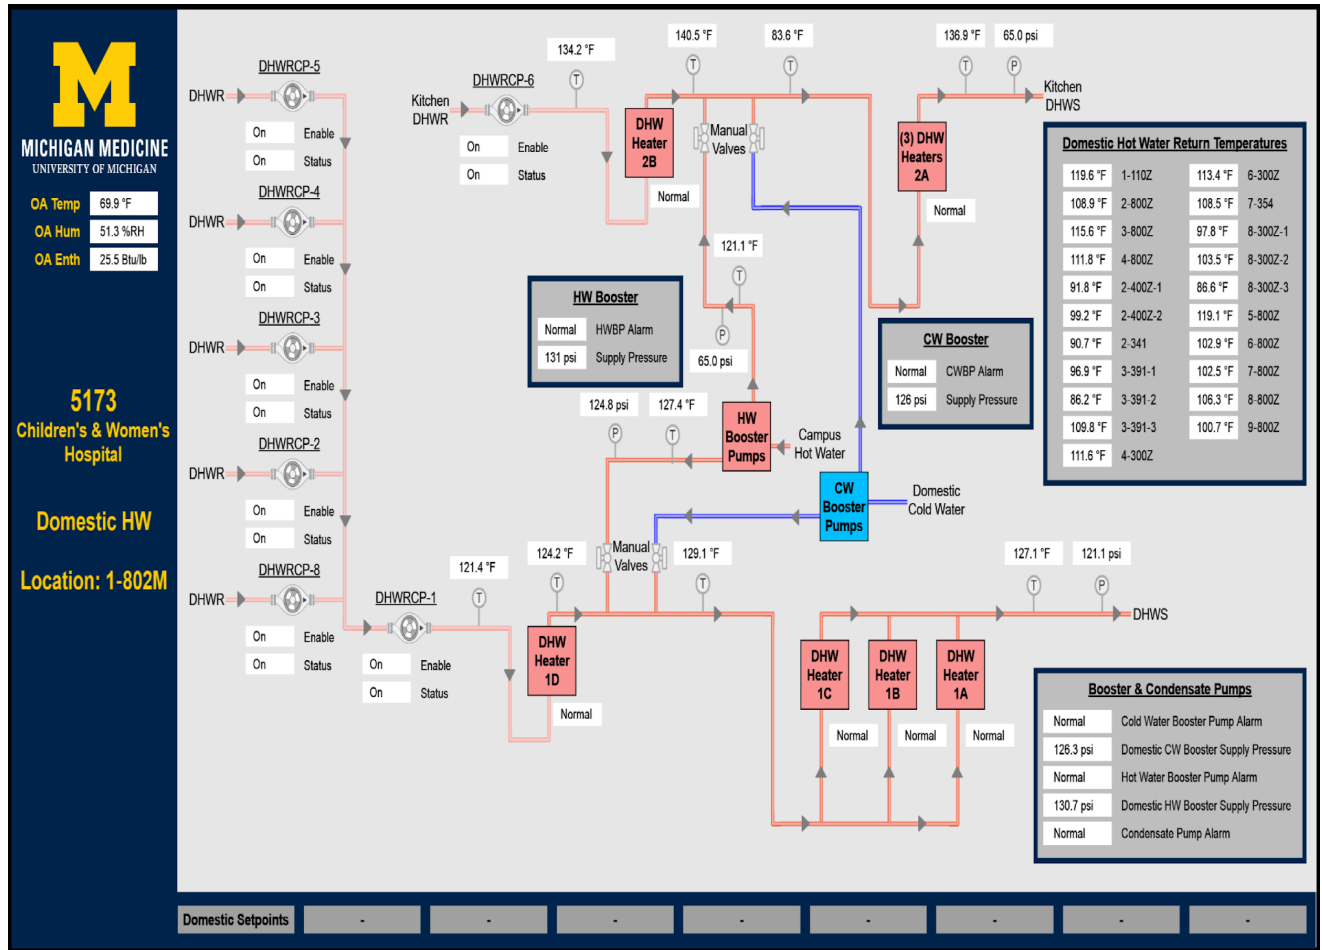 M
MICHIGAN MEDICINE
UNIVERSITY OF MICHIGAN
OA Temp 69.9 °F
OA Hum 51.3 %RH
OA Enth 25.5 Btu/lb
5173
Children's & Women's
Hospital
Domestic HW
Location: 1-802M
DHWRCP-5
DHWR
On Enable
On Status
DHWRCP-4
DHWR
On Enable
On Status
DHWRCP-3
DHWR
On Enable
On Status
DHWRCP-2
DHWR
On Enable
On Status
DHWRCP-8
DHWR
On Enable
On Status
DHWRCP-1
On Enable
On Status
121.4 °F
T
DHWRCP-6
Kitchen
DHWR
On Enable
On Status
134.2 °F
T
DHW
Heater
2B
Normal
140.5 °F
T
83.6 °F
T
Manual
Valves
136.9 °F
T
65.0 psi
P
Kitchen
DHWS
(3) DHW
Heaters
2A
Normal
121.1 °F
T
P
65.0 psi
HW Booster
Normal HWBP Alarm
131 psi Supply Pressure
CW Booster
Normal CWBP Alarm
126 psi Supply Pressure
124.8 psi
P
127.4 °F
T
HW
Booster
Pumps
Campus
Hot Water
CW
Booster
Pumps
Domestic
Cold Water
124.2 °F
T
Manual
Valves
129.1 °F
T
DHW
Heater
1D
Normal
127.1 °F
T
121.1 psi
P
DHWS
DHW
Heater
1C
Normal
DHW
Heater
1B
Normal
DHW
Heater
1A
Normal
Domestic Hot Water Return Temperatures
119.6 °F 1-110Z 113.4 °F 6-300Z
108.9 °F 2-800Z 108.5 °F 7-354
115.6 °F 3-800Z 97.8 °F 8-300Z-1
111.8 °F 4-800Z 103.5 °F 8-300Z-2
91.8 °F 2-400Z-1 86.6 °F 8-300Z-3
99.2 °F 2-400Z-2 119.1 °F 5-800Z
90.7 °F 2-341 102.9 °F 6-800Z
96.9 °F 3-391-1 102.5 °F 7-800Z
86.2 °F 3-391-2 106.3 °F 8-800Z
109.8 °F 3-391-3 100.7 °F 9-800Z
111.6 °F 4-300Z
Booster & Condensate Pumps
Normal Cold Water Booster Pump Alarm
126.3 psi Domestic CW Booster Supply Pressure
Normal Hot Water Booster Pump Alarm
130.7 psi Domestic HW Booster Supply Pressure
Normal Condensate Pump Alarm
Domestic Setpoints - - - - - - - -